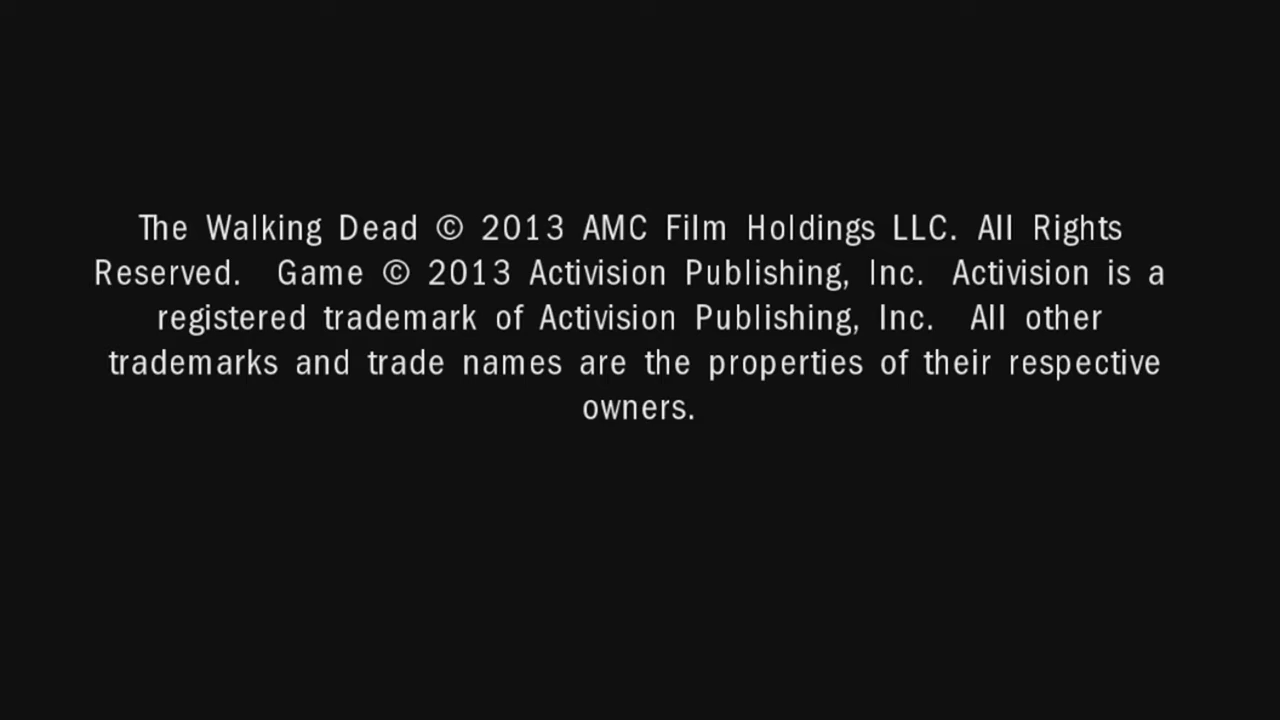 The Walking Dead © 2013 AMC Film Holdings LLC. All Rights
Reserved.  Game © 2013 Activision Publishing, Inc.  Activision is a
registered trademark of Activision Publishing, Inc.  All other
trademarks and trade names are the properties of their respective
owners.